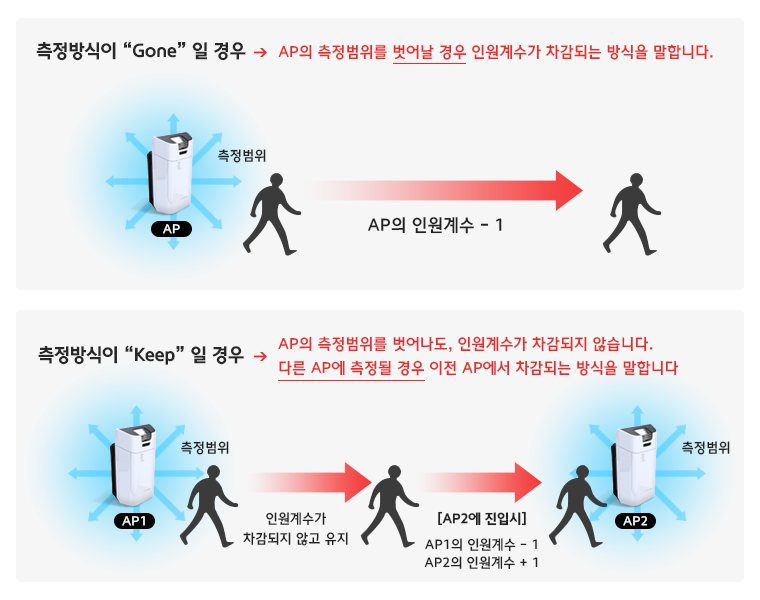 측정방식이 “Gone” 일 경우 → AP의 측정범위를 벗어날 경우 인원계수가 차감되는 방식을 말합니다.
측정범위
AP
AP의 인원계수 - 1
측정방식이 “Keep” 일 경우 → AP의 측정범위를 벗어나도, 인원계수가 차감되지 않습니다.
다른 AP에 측정될 경우 이전 AP에서 차감되는 방식을 말합니다
측정범위
AP1
인원계수가
차감되지 않고 유지
[AP2에 진입시]
AP1의 인원계수 - 1
AP2의 인원계수 + 1
측정범위
AP2